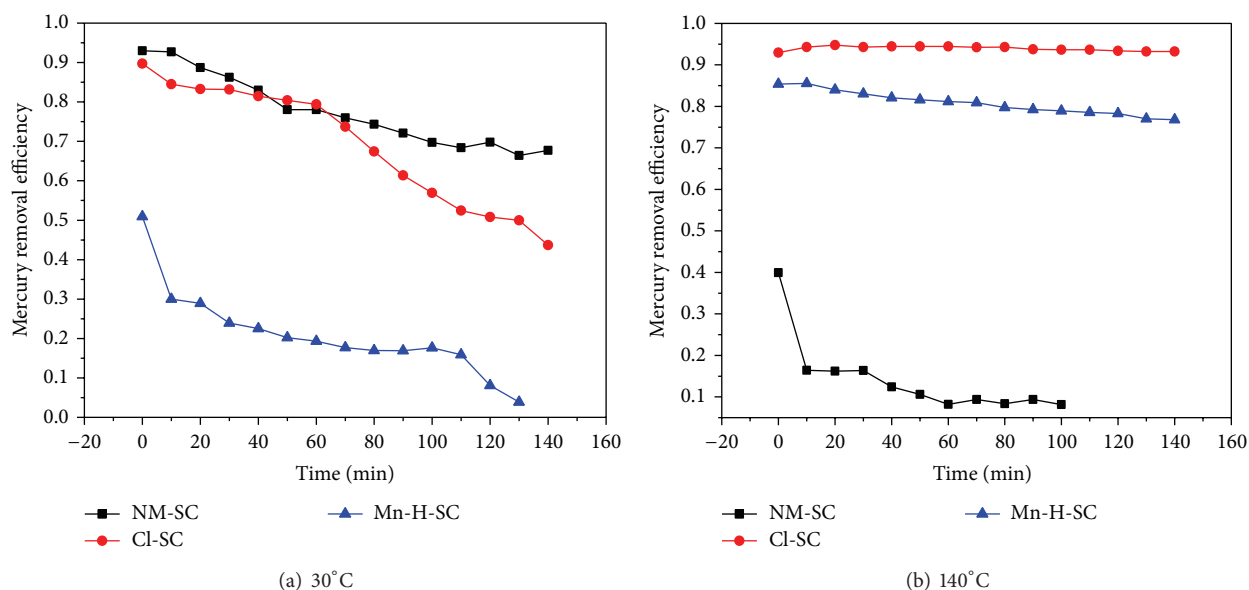 1.0
0.9
0.8
0.7
0.6
0.5
0.4
0.3
0.2
0.1
0.0
Mercury removal efficiency
−20 0 20 40 60 80 100 120 140 160
Time (min)
NM-SC
Cl-SC
Mn-H-SC
(a) 30°C
1.0
0.9
0.8
0.7
0.6
0.5
0.4
0.3
0.2
0.1
Mercury removal efficiency
−20 0 20 40 60 80 100 120 140 160
Time (min)
NM-SC
Cl-SC
Mn-H-SC
(b) 140°C